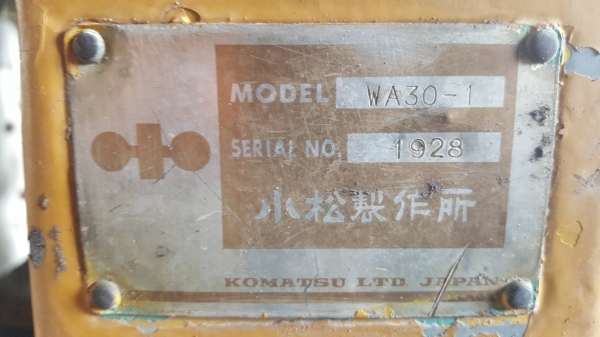 MODEL WA30-1
SERIAL NO. 1928
小松製作所
KOMATSU LTD JAPAN